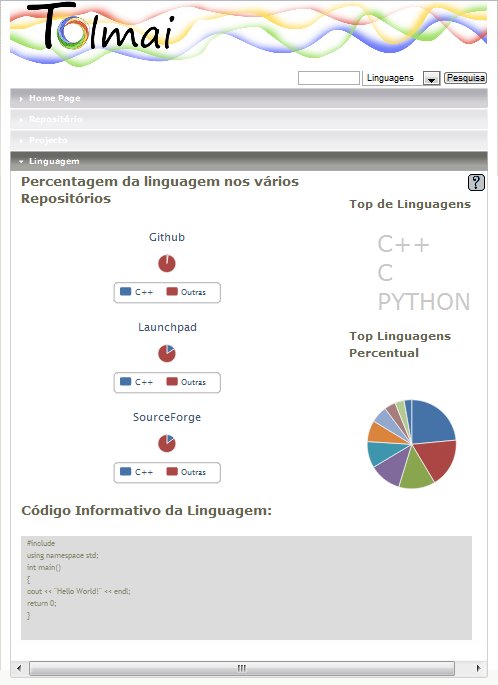 Tolmai
Linguagens
Pesquisa
Home Page
Repositório
Projecto
Linguagem
Percentagem da linguagem nos vários
Repositórios
?
Top de Linguagens
Github
C++ Outras
C++
C
PYTHON
Launchpad
C++ Outras
Top Linguagens
Percentual
SourceForge
C++ Outras
Código Informativo da Linguagem:
#include
using namespace std;
int main()
{
cout << "Hello World!" << endl;
return 0;
}